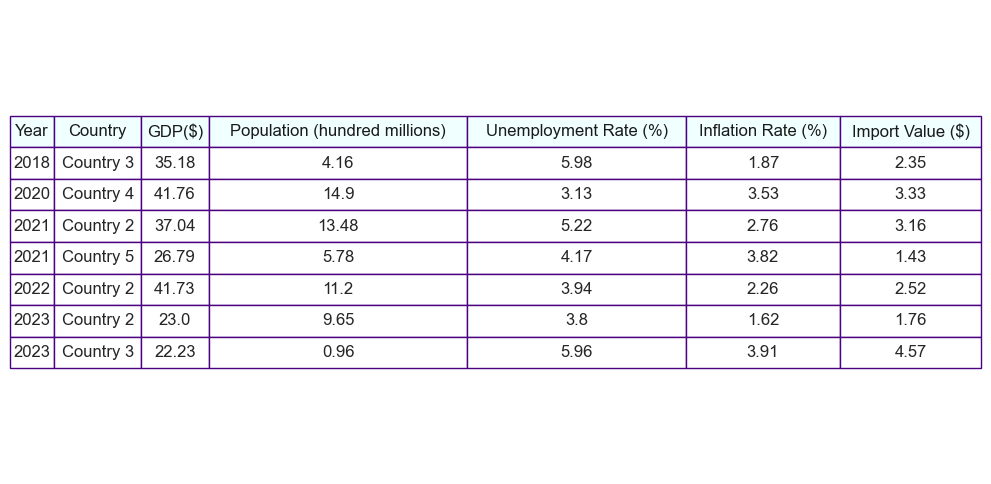 Year Country GDP($) Population (hundred millions) Unemployment Rate (%) Inflation Rate (%) Import Value ($)
2018 Country 3 35.18 4.16 5.98 1.87 2.35
2020 Country 4 41.76 14.9 3.13 3.53 3.33
2021 Country 2 37.04 13.48 5.22 2.76 3.16
2021 Country 5 26.79 5.78 4.17 3.82 1.43
2022 Country 2 41.73 11.2 3.94 2.26 2.52
2023 Country 2 23.0 9.65 3.8 1.62 1.76
2023 Country 3 22.23 0.96 5.96 3.91 4.57